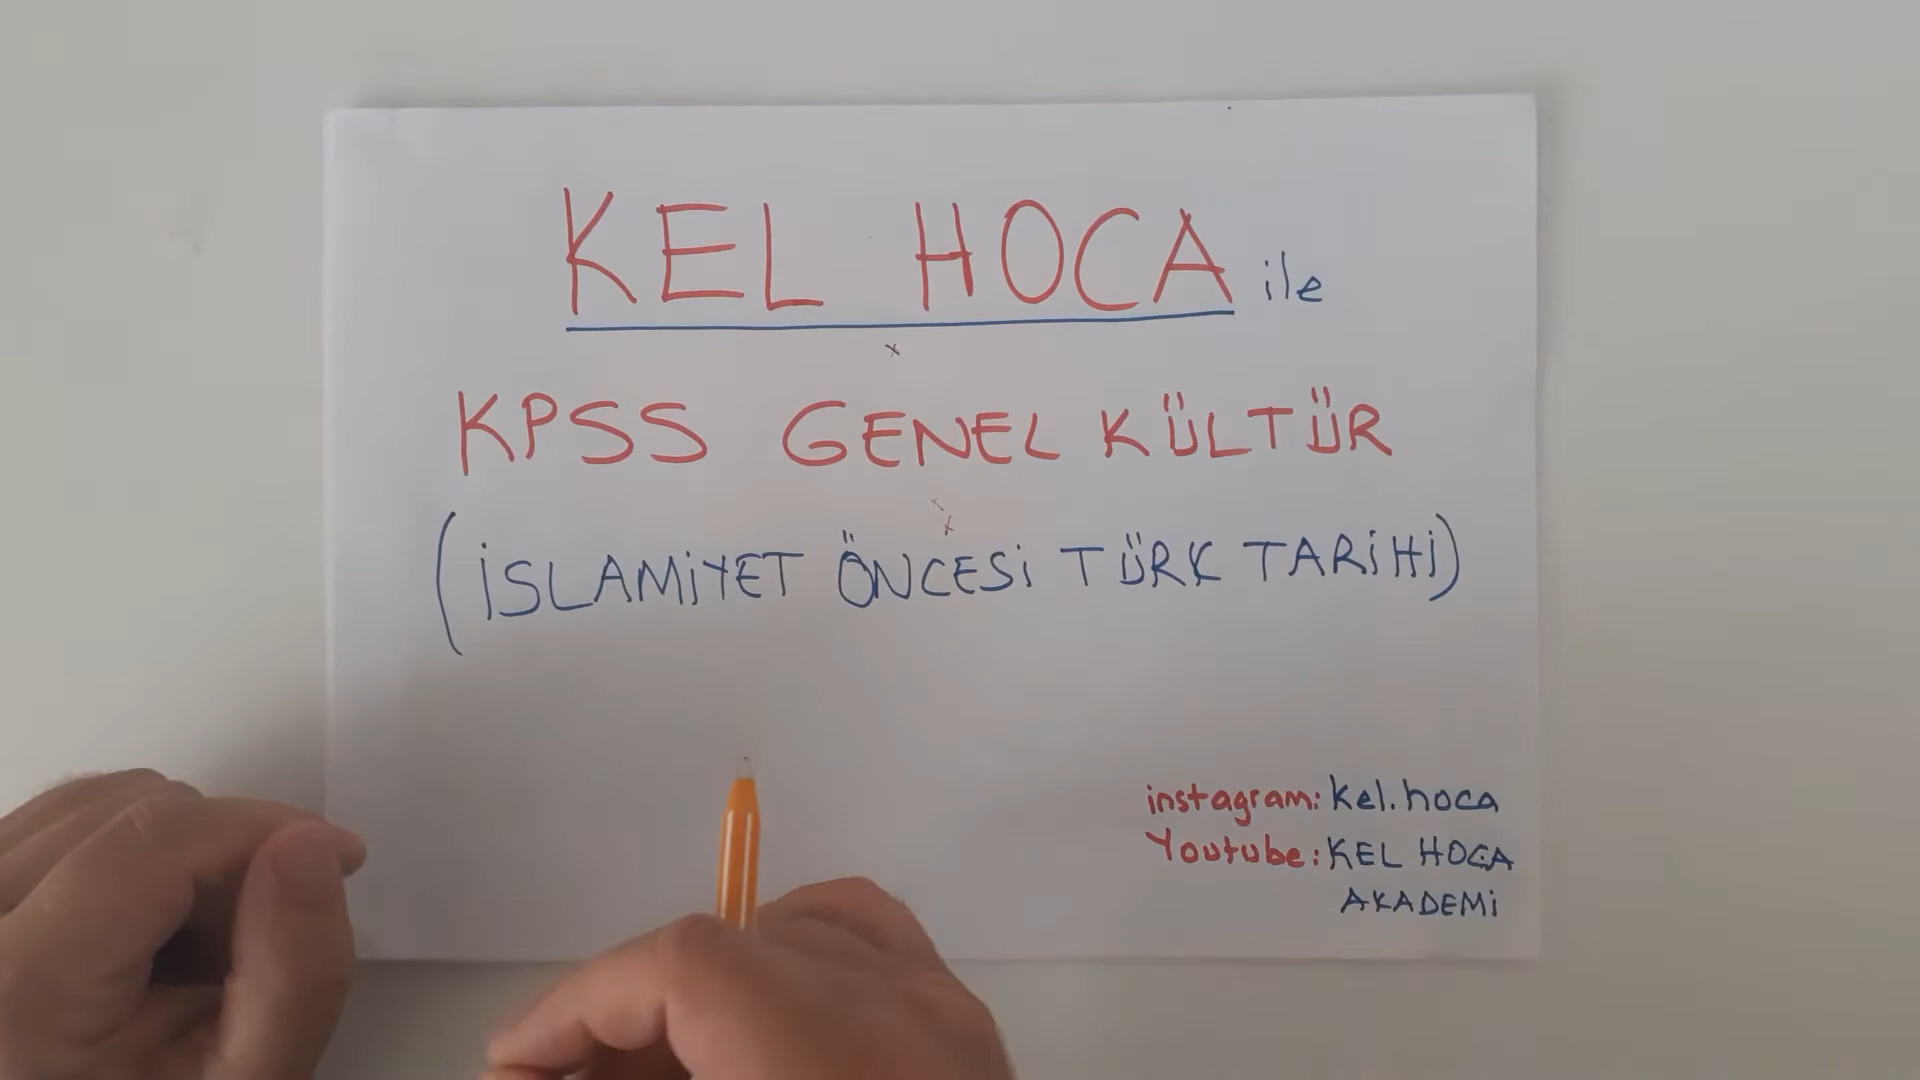 KEL HOCA ile
KPSS GENEL KÜLTÜR
(İSLAMİYET ÖNCESİ TÜRK TARİHİ)
instagram: kel.hoca
Youtube: KEL HOCA
AKADEMİ